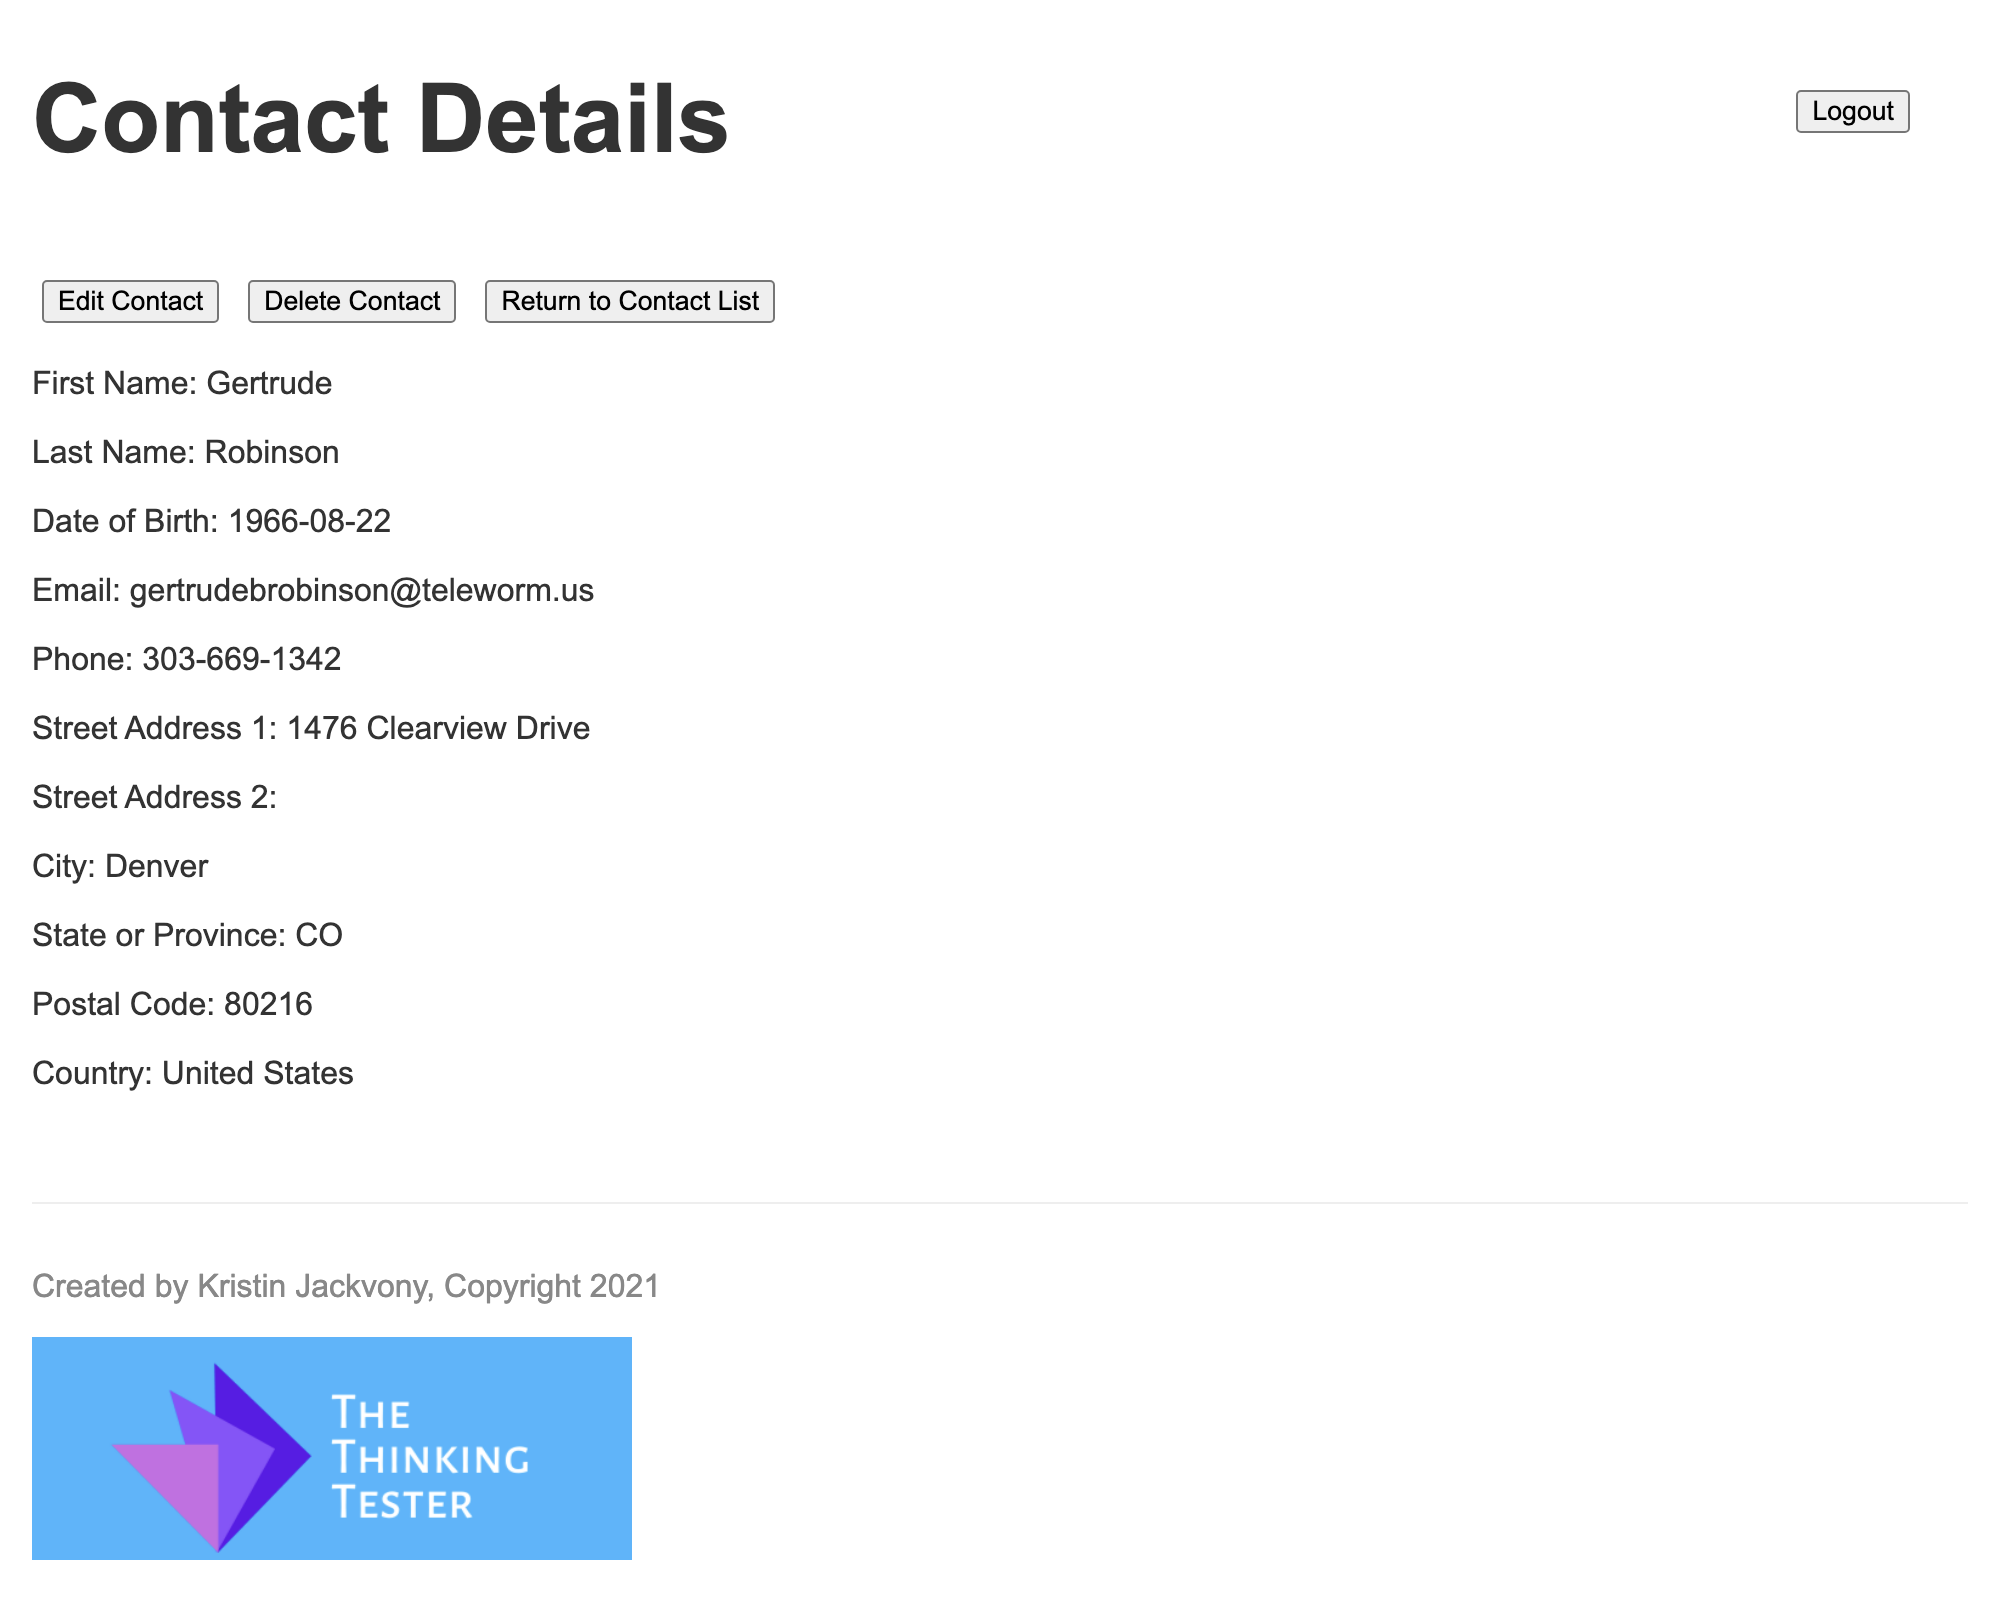 Contact Details
Logout
Edit Contact
Delete Contact
Return to Contact List
First Name: Gertrude
Last Name: Robinson
Date of Birth: 1966-08-22
Email: gertrudebrobinson@teleworm.us
Phone: 303-669-1342
Street Address 1: 1476 Clearview Drive
Street Address 2:
City: Denver
State or Province: CO
Postal Code: 80216
Country: United States
Created by Kristin Jackvony, Copyright 2021
THE
THINKING
TESTER